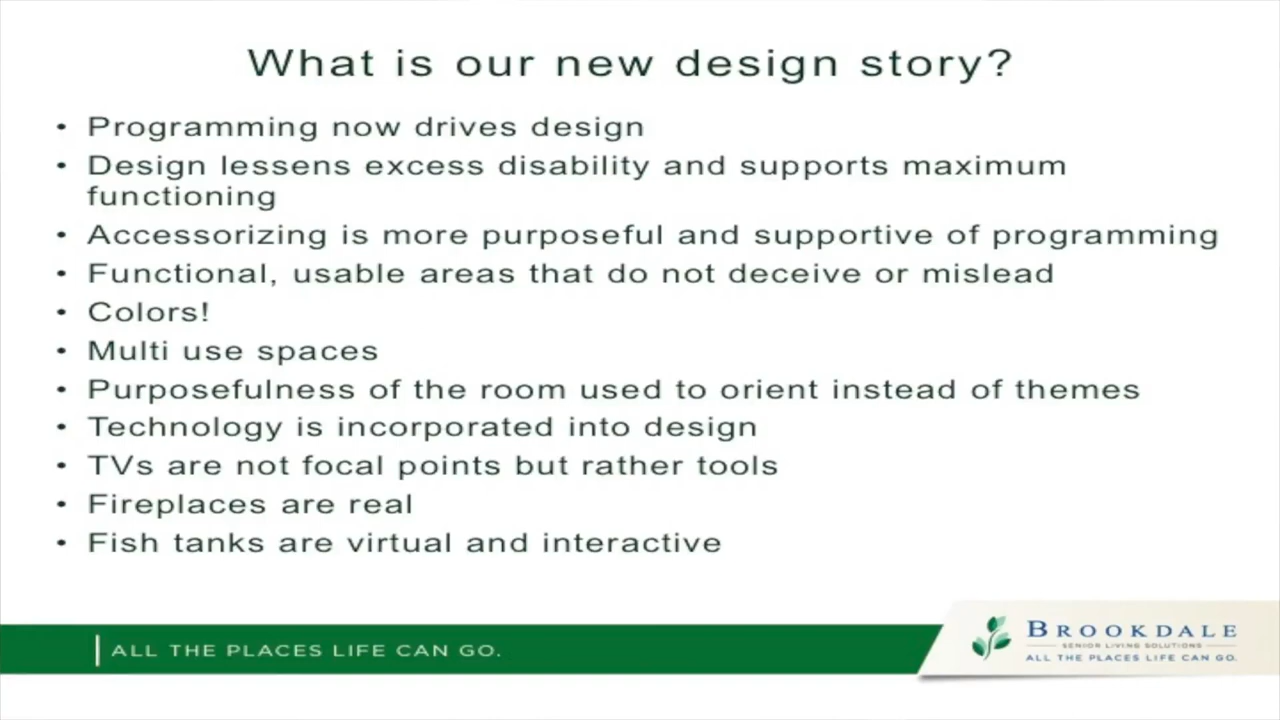 What is our new design story?
• Programming now drives design
• Design lessens excess disability and supports maximum
functioning
• Accessorizing is more purposeful and supportive of programming
• Functional, usable areas that do not deceive or mislead
• Colors!
• Multi use spaces
• Purposefulness of the room used to orient instead of themes
• Technology is incorporated into design
• TVs are not focal points but rather tools
• Fireplaces are real
• Fish tanks are virtual and interactive
ALL THE PLACES LIFE CAN GO.
BROOKDALE
SENIOR LIVING SOLUTIONS
ALL THE PLACES LIFE CAN GO.